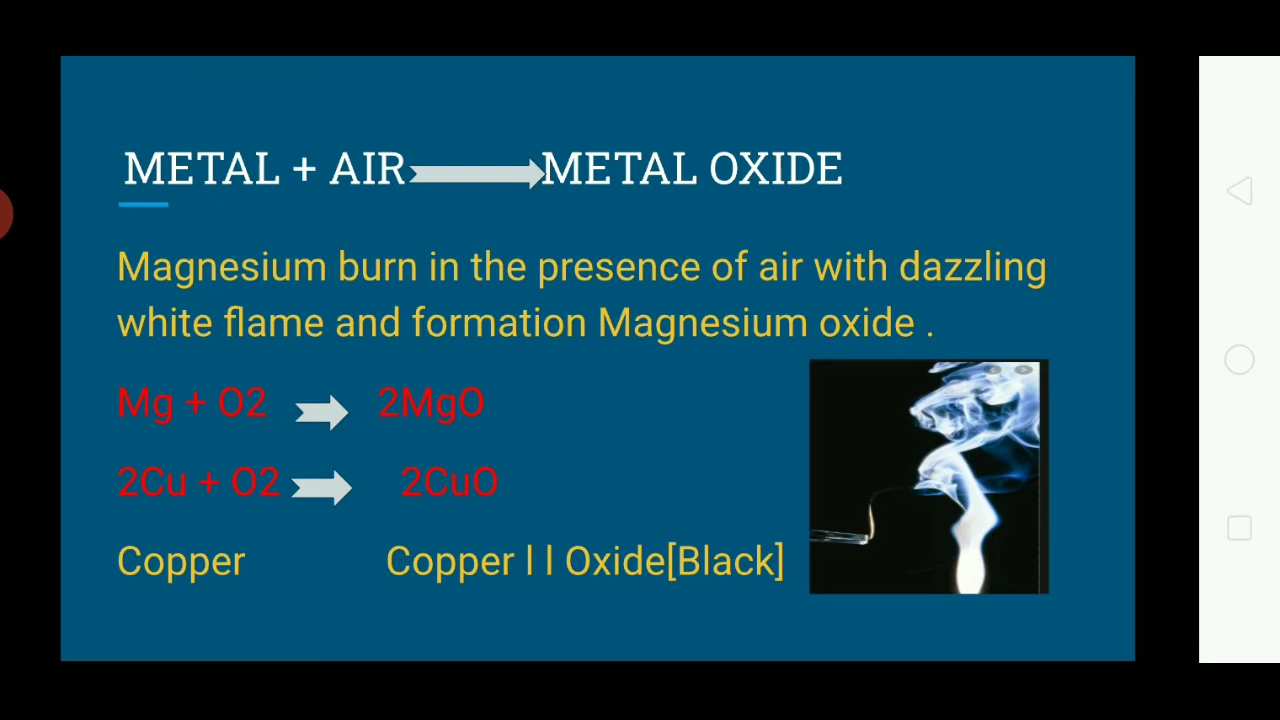 METAL + AIR METAL OXIDE
Magnesium burn in the presence of air with dazzling
white flame and formation Magnesium oxide .
Mg + O2 2MgO
2Cu + O2 2CuO
Copper Copper l l Oxide[Black]